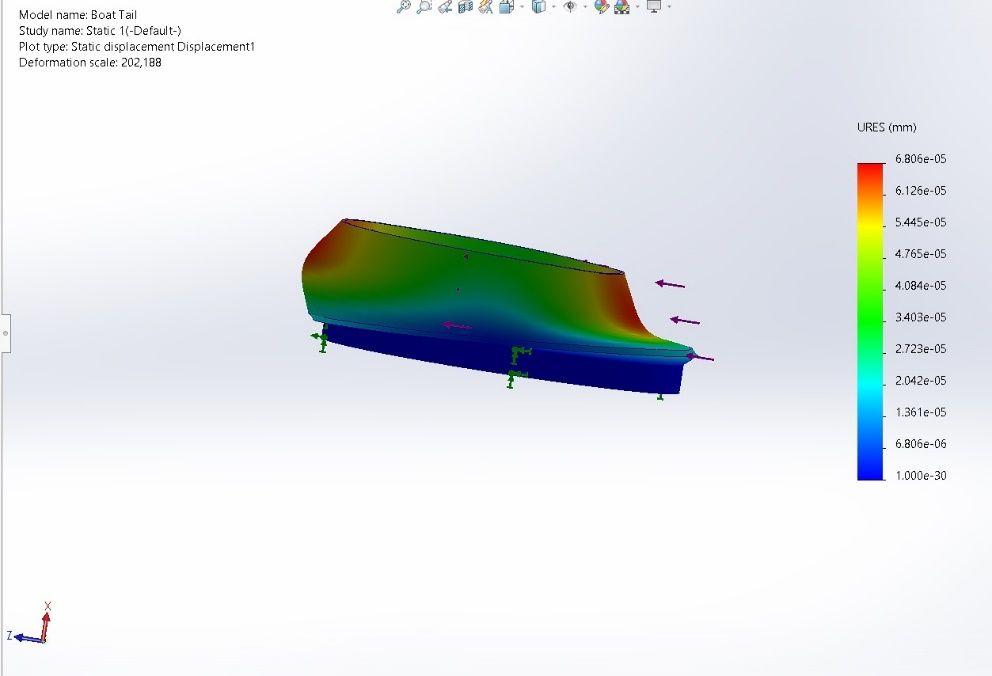 Model name: Boat Tail
Study name: Static 1(-Default-)
Plot type: Static displacement Displacement1
Deformation scale: 202,188
URES (mm)
6.806e-05
6.126e-05
5.445e-05
4.765e-05
4.084e-05
3.403e-05
2.723e-05
2.042e-05
1.361e-05
6.806e-06
1.000e-30
X
Z